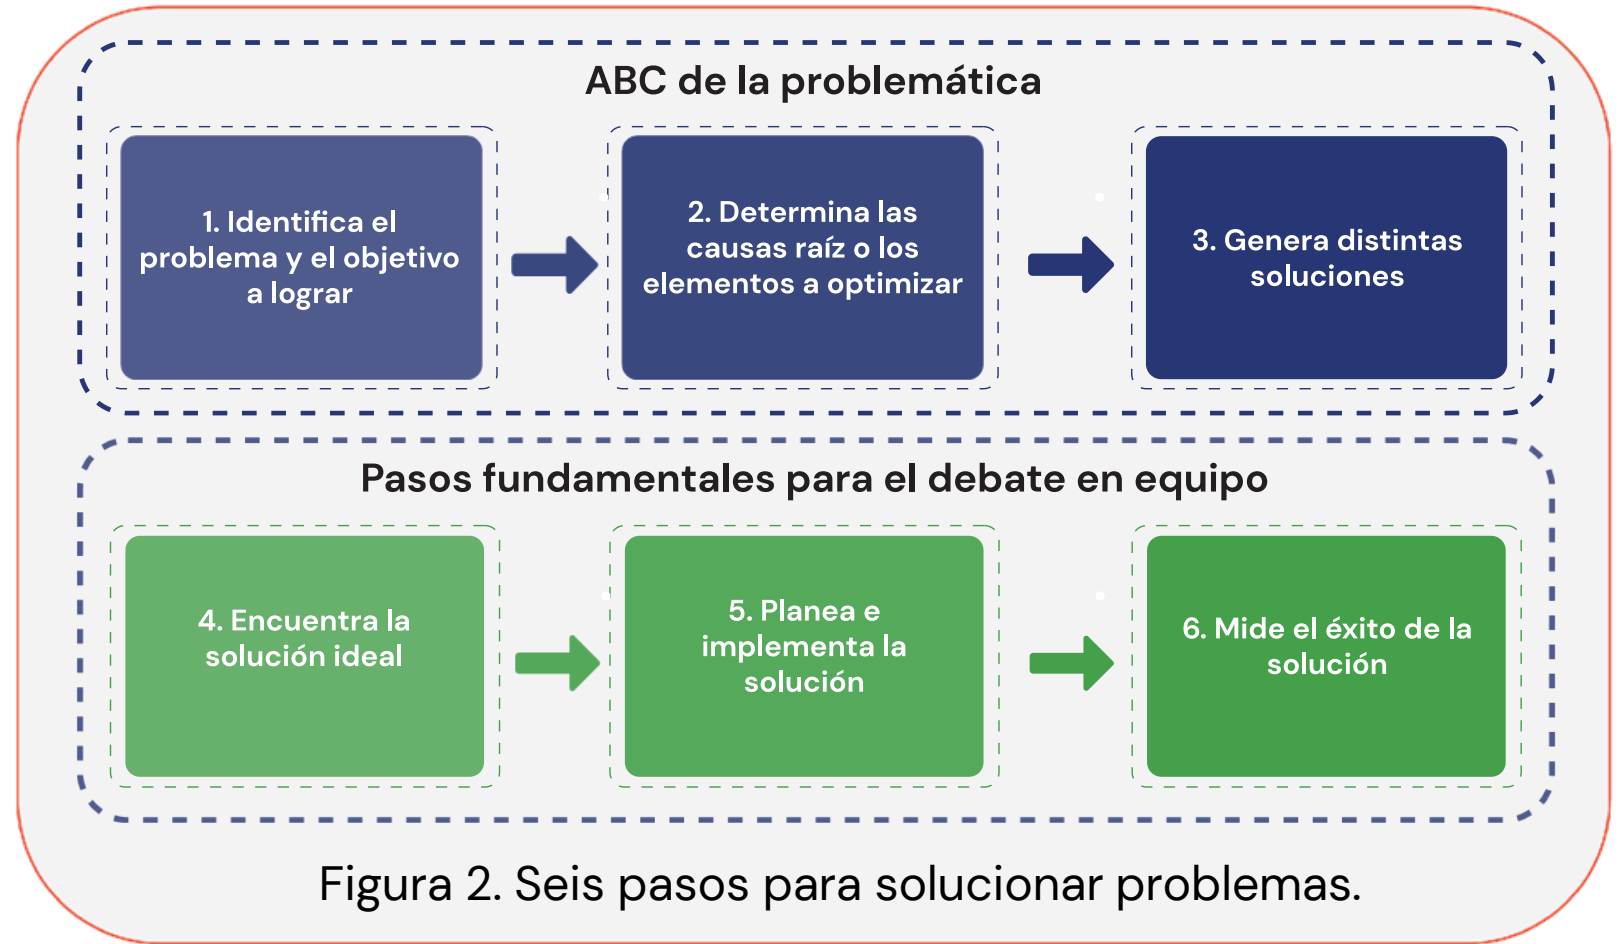 ABC de la problemática
1. Identifica el
problema y el objetivo
a lograr
2. Determina las
causas raíz o los
elementos a optimizar
3. Genera distintas
soluciones
Pasos fundamentales para el debate en equipo
4. Encuentra la
solución ideal
5. Planea e
implementa la
solución
6. Mide el éxito de la
solución
Figura 2. Seis pasos para solucionar problemas.